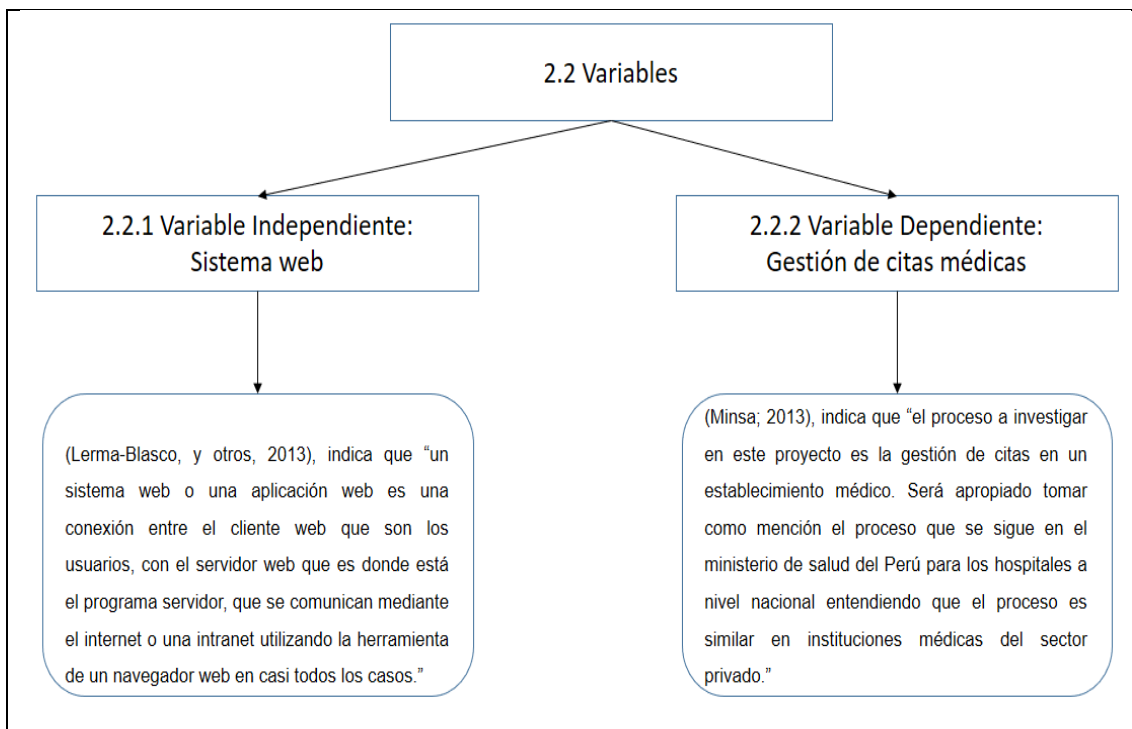 2.2 Variables
2.2.1 Variable Independiente:
Sistema web
2.2.2 Variable Dependiente:
Gestión de citas médicas
(Lerma-Blasco, y otros, 2013), indica que “un
sistema web o una aplicación web es una
conexión entre el cliente web que son los
usuarios, con el servidor web que es donde está
el programa servidor, que se comunican mediante
el internet o una intranet utilizando la herramienta
de un navegador web en casi todos los casos.”
(Minsa; 2013), indica que “el proceso a investigar
en este proyecto es la gestión de citas en un
establecimiento médico. Será apropiado tomar
como mención el proceso que se sigue en el
ministerio de salud del Perú para los hospitales a
nivel nacional entendiendo que el proceso es
similar en instituciones médicas del sector
privado.”